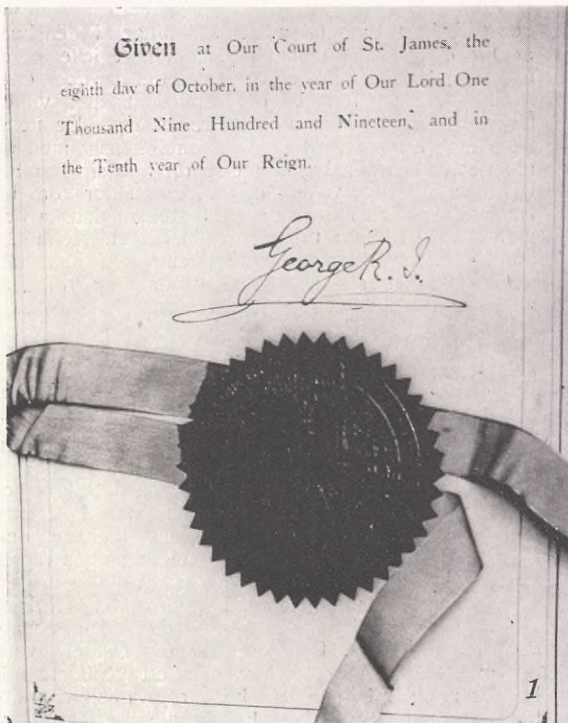 Given at Our Court of St. James, the
eighth day of October, in the year of Our Lord One
Thousand Nine Hundred and Nineteen, and in
the Tenth year of Our Reign.
George R. I.
1